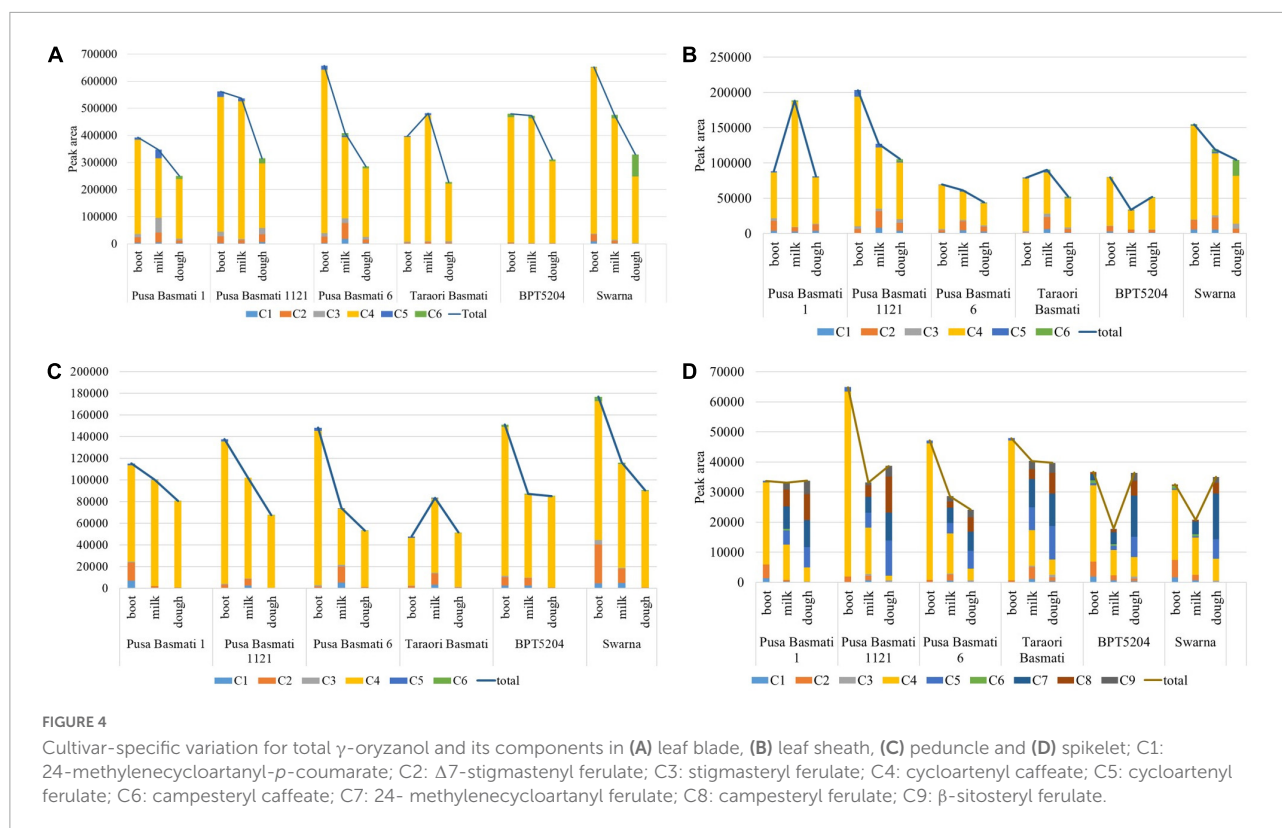 A
700000
600000
500000
400000
300000
200000
100000
0
Peak area
boot milk dough boot milk dough boot milk dough boot milk dough boot milk dough boot milk dough
Pusa Basmati 1 Pusa Basmati 1121 Pusa Basmati 6 Taraori Basmati BPT5204 Swarna
C1 C2 C3 C4 C5 C6 Total
B
250000
200000
150000
100000
50000
0
Peak area
boot milk dough boot milk dough boot milk dough boot milk dough boot milk dough boot milk dough
Pusa Basmati 1 Pusa Basmati 1121 Pusa Basmati 6 Taraori Basmati BPT5204 Swarna
C1 C2 C3 C4 C5 C6 total
C
200000
180000
160000
140000
120000
100000
80000
60000
40000
20000
0
boot milk dough boot milk dough boot milk dough boot milk dough boot milk dough boot milk dough
Pusa Basmati 1 Pusa Basmati 1121 Pusa Basmati 6 Taraori Basmati BPT5204 Swarna
C1 C2 C3 C4 C5 C6 total
D
70000
60000
50000
40000
30000
20000
10000
0
Peak area
boot milk dough boot milk dough boot milk dough boot milk dough boot milk dough boot milk dough
Pusa Basmati 1 Pusa Basmati 1121 Pusa Basmati 6 Taraori Basmati BPT5204 Swarna
C1 C2 C3 C4 C5 C6 C7 C8 C9 total
FIGURE 4
Cultivar-specific variation for total γ-oryzanol and its components in (A) leaf blade, (B) leaf sheath, (C) peduncle and (D) spikelet; C1:
24-methylenecycloartanyl-p-coumarate; C2: Δ7-stigmastenyl ferulate; C3: stigmasteryl ferulate; C4: cycloartenyl caffeate; C5: cycloartenyl
ferulate; C6: campesteryl caffeate; C7: 24- methylenecycloartanyl ferulate; C8: campesteryl ferulate; C9: β-sitosteryl ferulate.